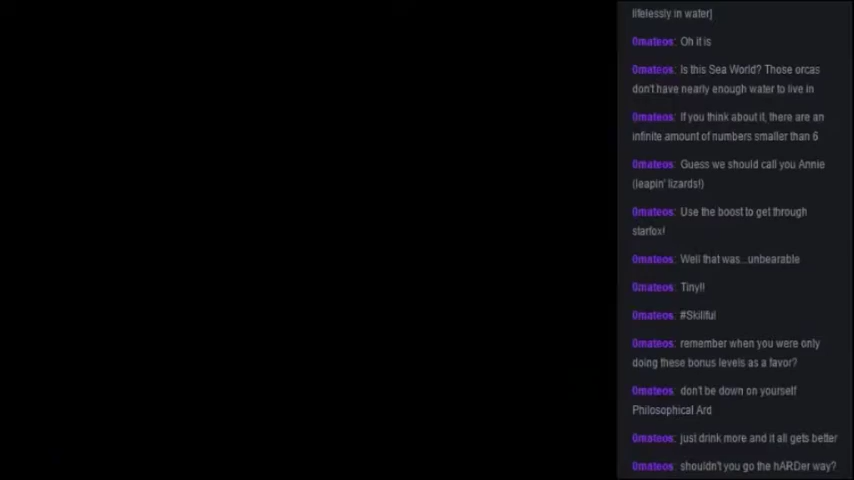 lifelessly in water]
0mateos: Oh it is
0mateos: Is this Sea World? Those orcas
don't have nearly enough water to live in
0mateos: If you think about it, there are an
infinite amount of numbers smaller than 6
0mateos: Guess we should call you Annie
(leapin' lizards!)
0mateos: Use the boost to get through
starfox!
0mateos: Well that was...unbearable
0mateos: Tiny!!
0mateos: #Skillful
0mateos: remember when you were only
doing these bonus levels as a favor?
0mateos: don't be down on yourself
Philosophical Ard
0mateos: just drink more and it all gets better
0mateos: shouldn't you go the hARDer way?